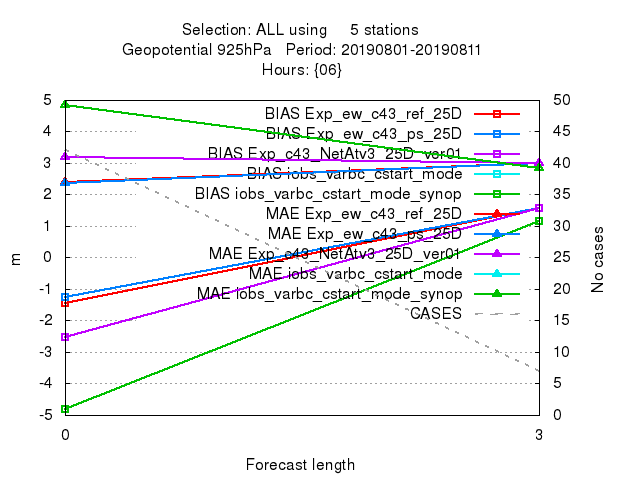 Selection: ALL using     5 stations
Geopotential 925hPa   Period: 20190801-20190811
Hours: {06}
5 50
BIAS Exp_ew_c43_ref_25D
4 45
BIAS Exp_ew_c43_ps_25D
BIAS Exp_c43_NetAtv3_25D_ver01
3 40
BIAS iobs_varbc_cstart_mode
2 35
BIAS iobs_varbc_cstart_mode_synop
MAE Exp_ew_c43_ref_25D
1 30
MAE Exp_ew_c43_ps_25D
0 25
MAE Exp_c43_NetAtv3_25D_ver01
MAE iobs_varbc_cstart_mode
-1 20
MAE iobs_varbc_cstart_mode_synop
-2 15
CASES
-3 10
-4 5
-5 0
m
No cases
0 3
Forecast length